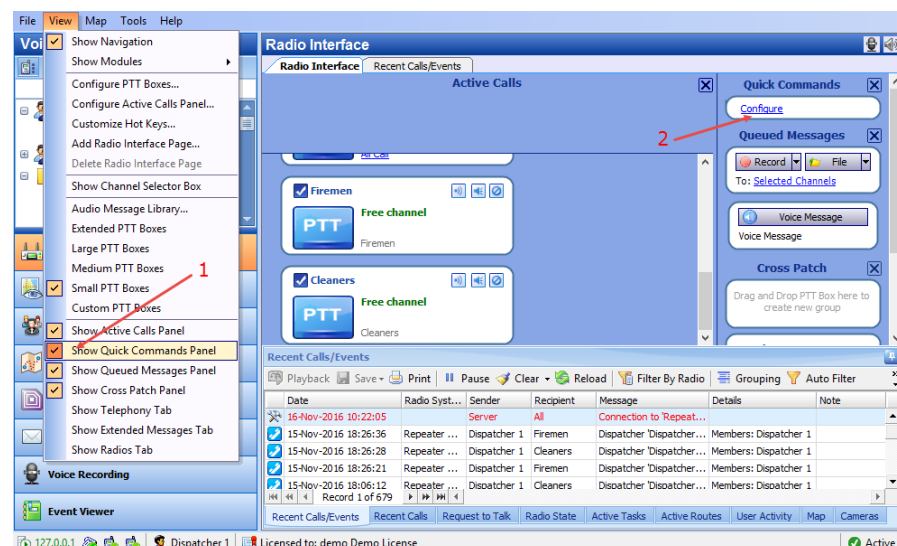 File View Map Tools Help
Voi
Show Navigation
Show Modules
Configure PTT Boxes...
Configure Active Calls Panel...
Customize Hot Keys...
Add Radio Interface Page...
Delete Radio Interface Page
Show Channel Selector Box
Audio Message Library...
Extended PTT Boxes
Large PTT Boxes
Medium PTT Boxes
Small PTT Boxes
Custom PTT Boxes
Show Active Calls Panel
Show Quick Commands Panel
Show Queued Messages Panel
Show Cross Patch Panel
Show Telephony Tab
Show Extended Messages Tab
Show Radios Tab
1
Voice Recording
Event Viewer
Radio Interface
Radio Interface Recent Calls/Events
Active Calls
All Call
Firemen
PTT
Free channel
Firemen
Cleaners
PTT
Free channel
Cleaners
2
Quick Commands
Configure
Queued Messages
Record File
To: Selected Channels
Voice Message
Voice Message
Cross Patch
Drag and Drop PTT Box here to
create new group
Recent Calls/Events
Playback Save Print Pause Clear Reload Filter By Radio Grouping Auto Filter
Date Radio Syst... Sender Recipient Message Details Note
16-Nov-2016 10:22:05 Server All Connection to 'Repeat...
15-Nov-2016 18:26:36 Repeater ... Dispatcher 1 Firemen Dispatcher 'Dispatcher... Members: Dispatcher 1
15-Nov-2016 18:26:28 Repeater ... Dispatcher 1 Cleaners Dispatcher 'Dispatcher... Members: Dispatcher 1
15-Nov-2016 18:26:21 Repeater ... Dispatcher 1 Firemen Dispatcher 'Dispatcher... Members: Dispatcher 1
15-Nov-2016 18:06:12 Repeater ... Dispatcher 1 Cleaners Dispatcher 'Dispatcher... Members: Dispatcher 1
Record 1 of 679
Recent Calls/Events Recent Calls Request to Talk Radio State Active Tasks Active Routes User Activity Map Cameras
127.0.0.1 Dispatcher 1 Licensed to: demo Demo License Active